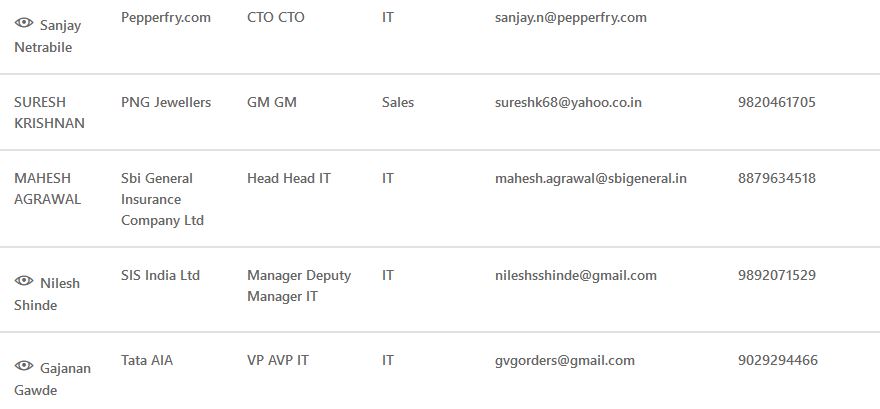 Sanjay Netrabile Pepperfry.com CTO CTO IT sanjay.n@pepperfry.com
SURESH KRISHNAN PNG Jewellers GM GM Sales sureshk68@yahoo.co.in 9820461705
MAHESH AGRAWAL Sbi General Insurance Company Ltd Head Head IT IT mahesh.agrawal@sbigeneral.in 8879634518
Nilesh Shinde SIS India Ltd Manager Deputy Manager IT IT nileshsshinde@gmail.com 9892071529
Gajanan Gawde Tata AIA VP AVP IT IT gvgorders@gmail.com 9029294466